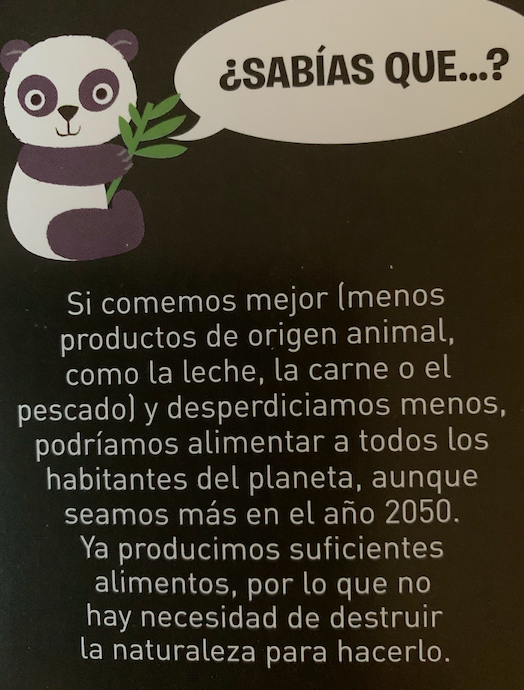 ¿SABÍAS QUE...?
Si comemos mejor (menos
productos de origen animal,
como la leche, la carne o el
pescado) y desperdiciamos menos,
podríamos alimentar a todos los
habitantes del planeta, aunque
seamos más en el año 2050.
Ya producimos suficientes
alimentos, por lo que no
hay necesidad de destruir
la naturaleza para hacerlo.